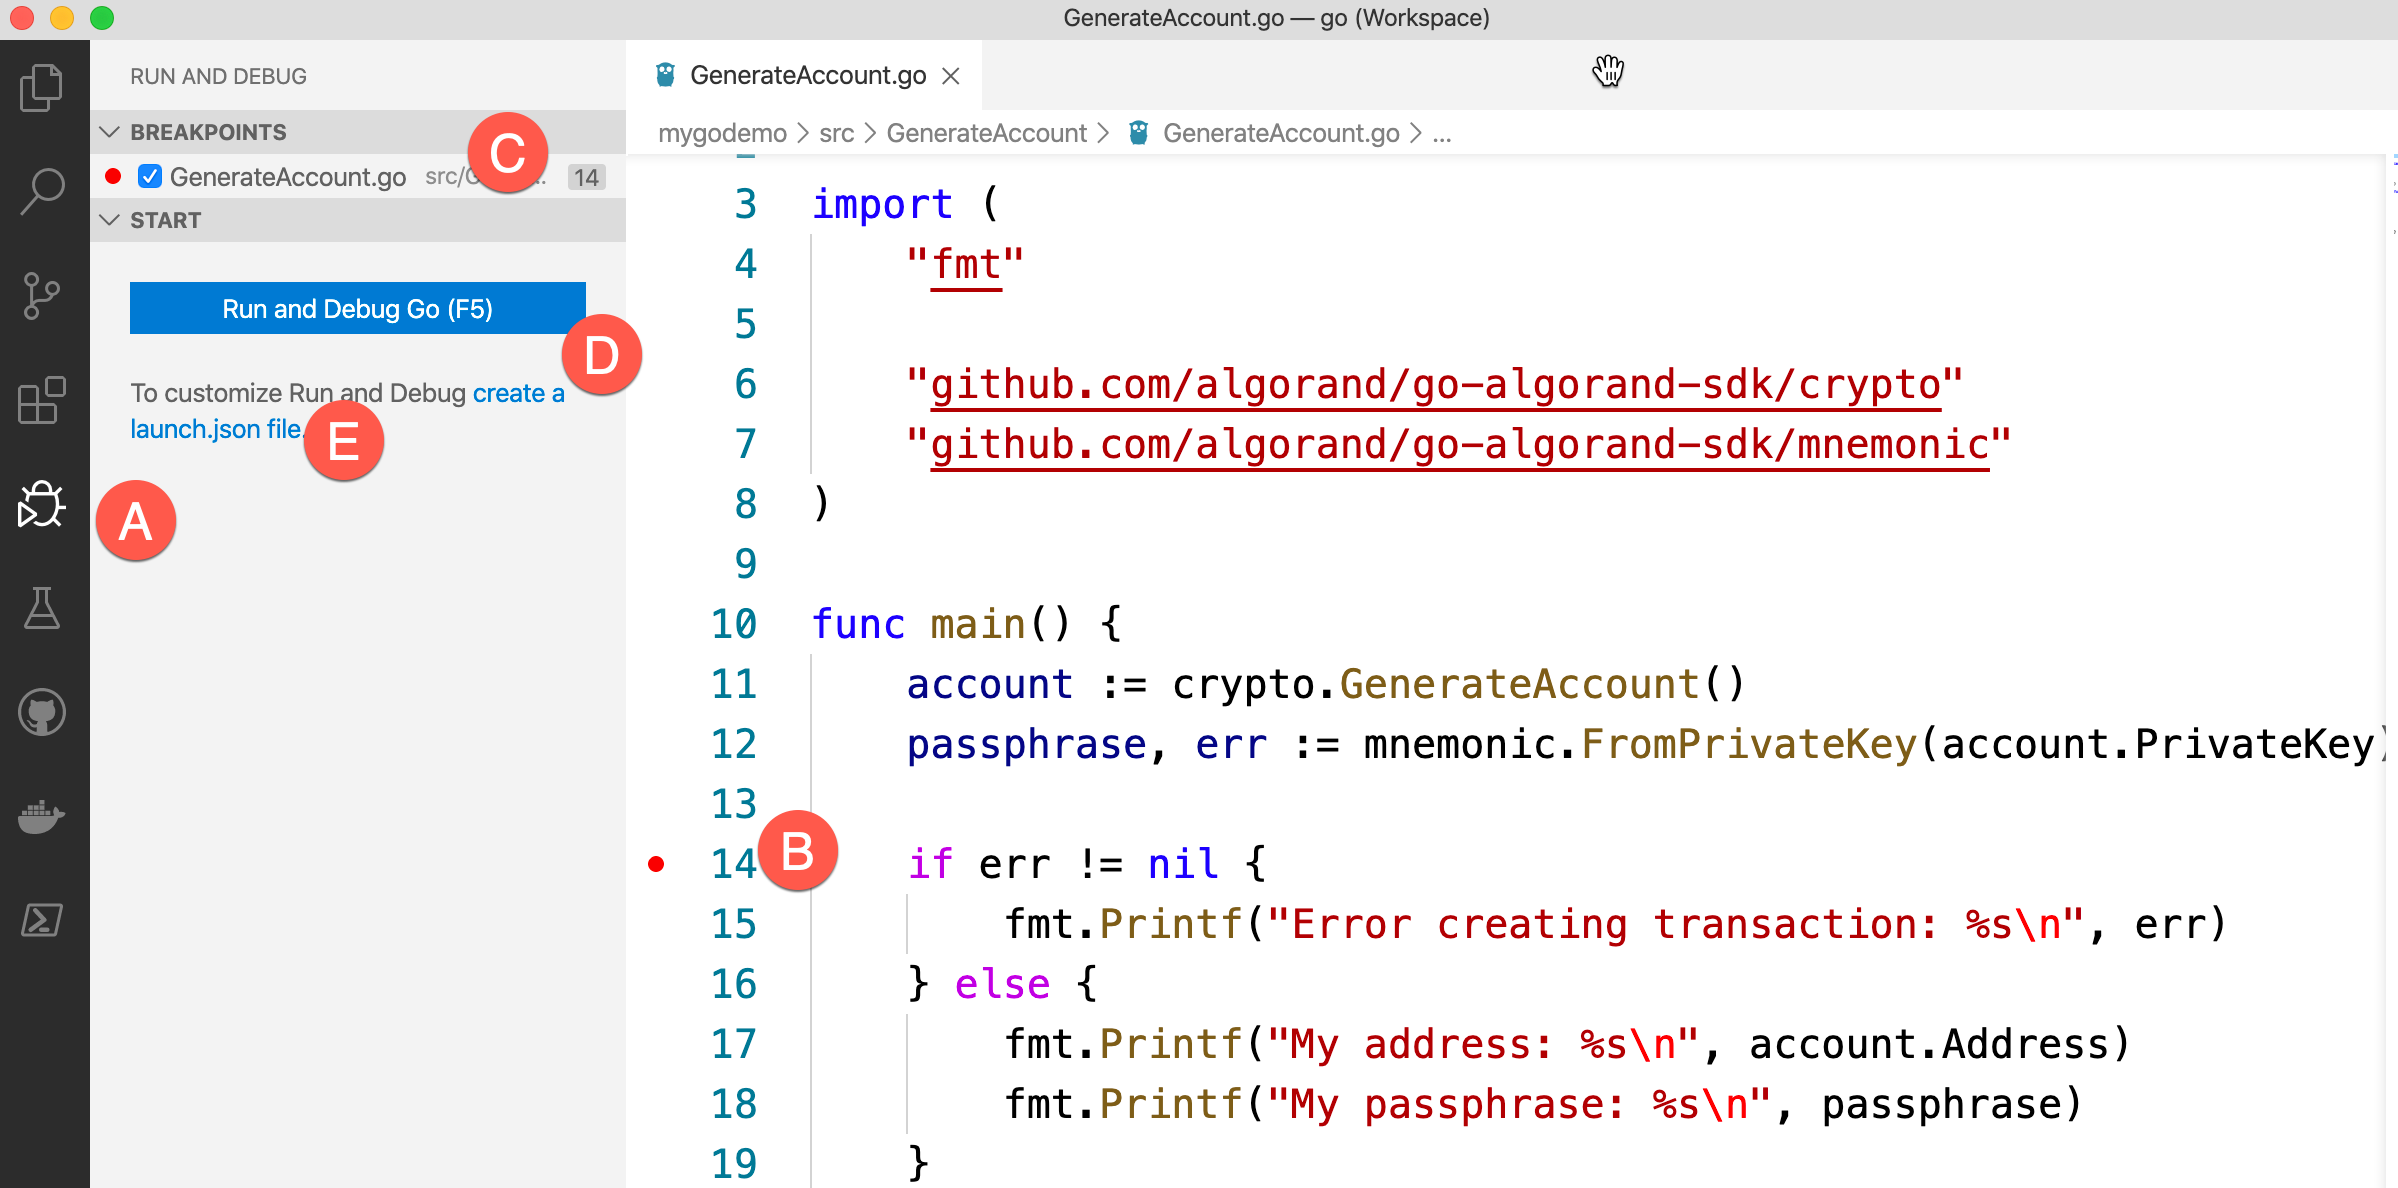 GenerateAccount.go — go (Workspace)
RUN AND DEBUG
BREAKPOINTS
GenerateAccount.go 14
C
START
Run and Debug Go (F5)
D
To customize Run and Debug create a
launch.json file.
E
A
GenerateAccount.go
mygodemo > src > GenerateAccount > GenerateAccount.go > ...
3 import (
4 "fmt"
5
6 "github.com/algorand/go-algorand-sdk/crypto"
7 "github.com/algorand/go-algorand-sdk/mnemonic"
8 )
9
10 func main() {
11 account := crypto.GenerateAccount()
12 passphrase, err := mnemonic.FromPrivateKey(account.PrivateKey)
13
B
14 if err != nil {
15 fmt.Printf("Error creating transaction: %s\n", err)
16 } else {
17 fmt.Printf("My address: %s\n", account.Address)
18 fmt.Printf("My passphrase: %s\n", passphrase)
19 }